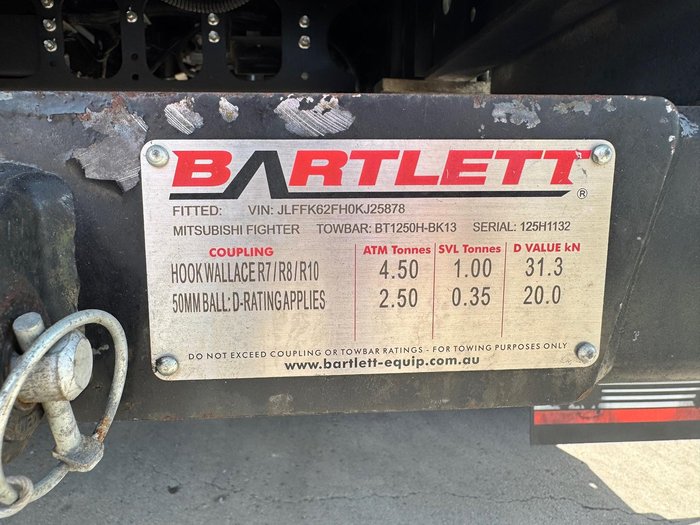 BARTLETT
®
FITTED: VIN: JLFFK62FH0KJ25878
MITSUBISHI FIGHTER TOWBAR: BT1250H-BK13 SERIAL: 125H1132
COUPLING ATM Tonnes SVL Tonnes D VALUE kN
HOOK WALLACE R7/R8/R10 4.50 1.00 31.3
50MM BALL: D-RATING APPLIES 2.50 0.35 20.0
DO NOT EXCEED COUPLING OR TOWBAR RATINGS - FOR TOWING PURPOSES ONLY
www.bartlett-equip.com.au